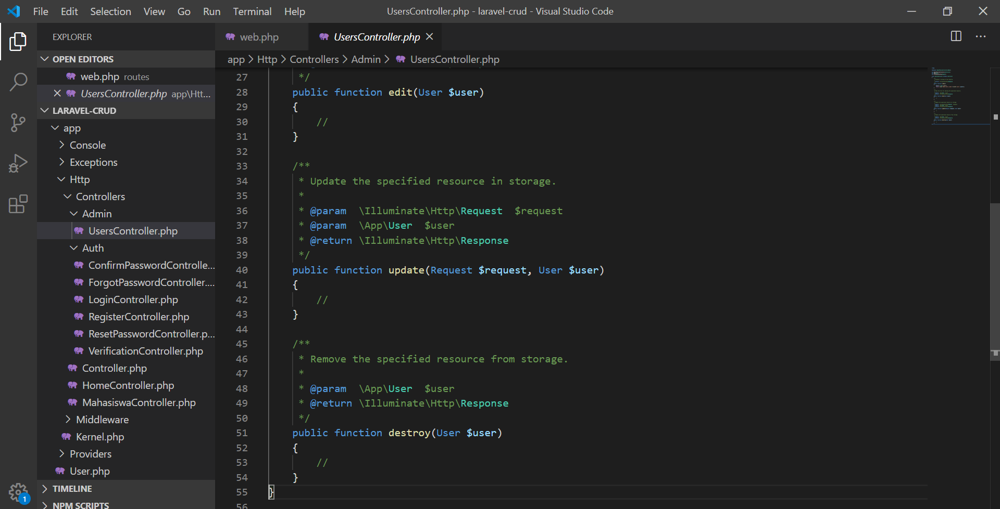 File Edit Selection View Go Run Terminal Help UsersController.php - laravel-crud - Visual Studio Code
EXPLORER
OPEN EDITORS
web.php routes
UsersController.php app\Htt...
LARAVEL-CRUD
app
Console
Exceptions
Http
Controllers
Admin
UsersController.php
Auth
ConfirmPasswordControlle...
ForgotPasswordController....
LoginController.php
RegisterController.php
ResetPasswordController.p...
VerificationController.php
Controller.php
HomeController.php
MahasiswaController.php
Middleware
Kernel.php
Providers
User.php
TIMELINE
NPM SCRIPTS
1
web.php UsersController.php
app > Http > Controllers > Admin > UsersController.php
27 */
28 public function edit(User $user)
29 {
30 //
31 }
32
33 /**
34 * Update the specified resource in storage.
35 *
36 * @param \Illuminate\Http\Request $request
37 * @param \App\User $user
38 * @return \Illuminate\Http\Response
39 */
40 public function update(Request $request, User $user)
41 {
42 //
43 }
44
45 /**
46 * Remove the specified resource from storage.
47 *
48 * @param \App\User $user
49 * @return \Illuminate\Http\Response
50 */
51 public function destroy(User $user)
52 {
53 //
54 }
55 }
56